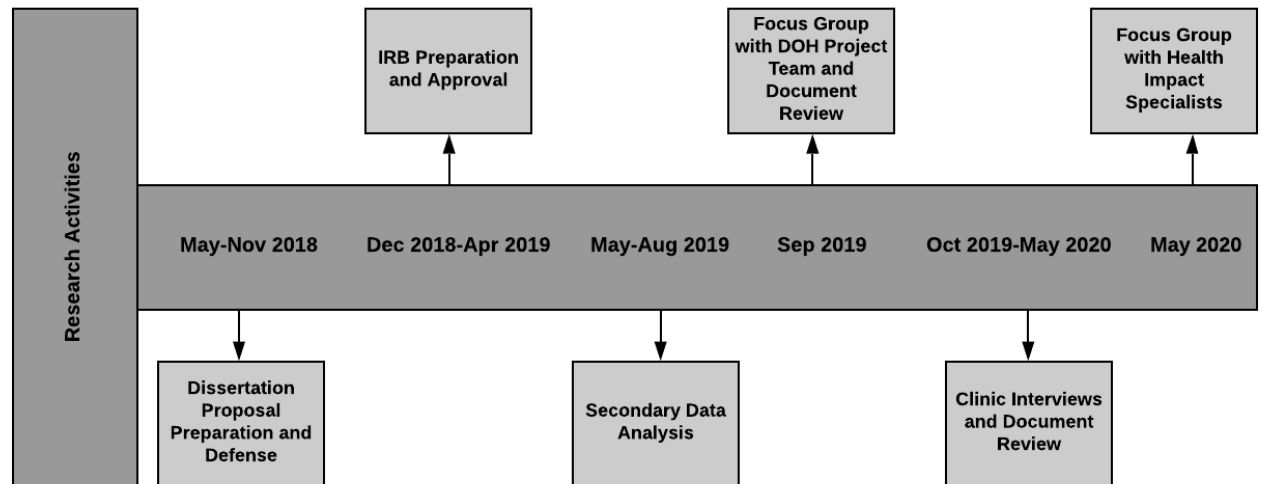 Research Activities
IRB Preparation
and Approval
Focus Group
with DOH Project
Team and
Document
Review
Focus Group
with Health
Impact
Specialists
May-Nov 2018
Dec 2018-Apr 2019
May-Aug 2019
Sep 2019
Oct 2019-May 2020
May 2020
Dissertation
Proposal
Preparation and
Defense
Secondary Data
Analysis
Clinic Interviews
and Document
Review